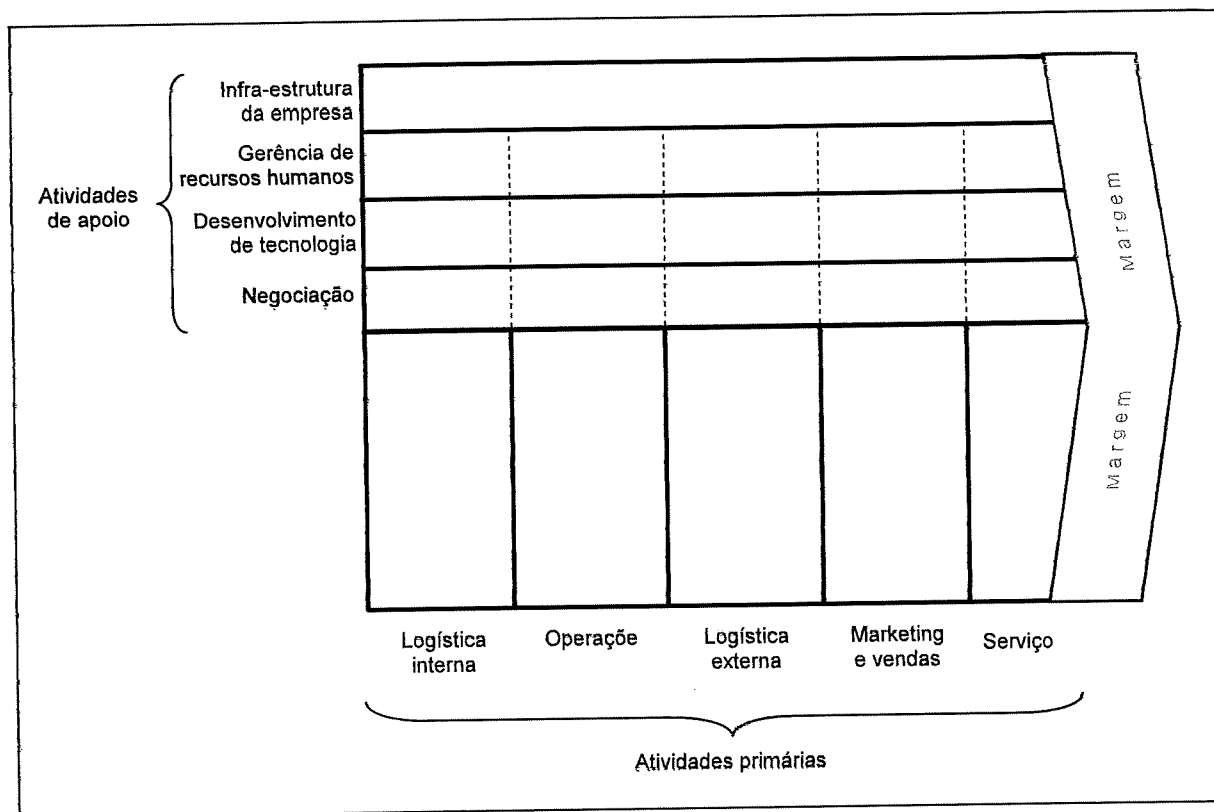 Infra-estrutura
da empresa
Gerência de
recursos humanos
Atividades
de apoio
Desenvolvimento
de tecnologia
Negociação
Margem
Margem
Logística
interna
Operaçõe
Logística
externa
Marketing
e vendas
Serviço
Atividades primárias